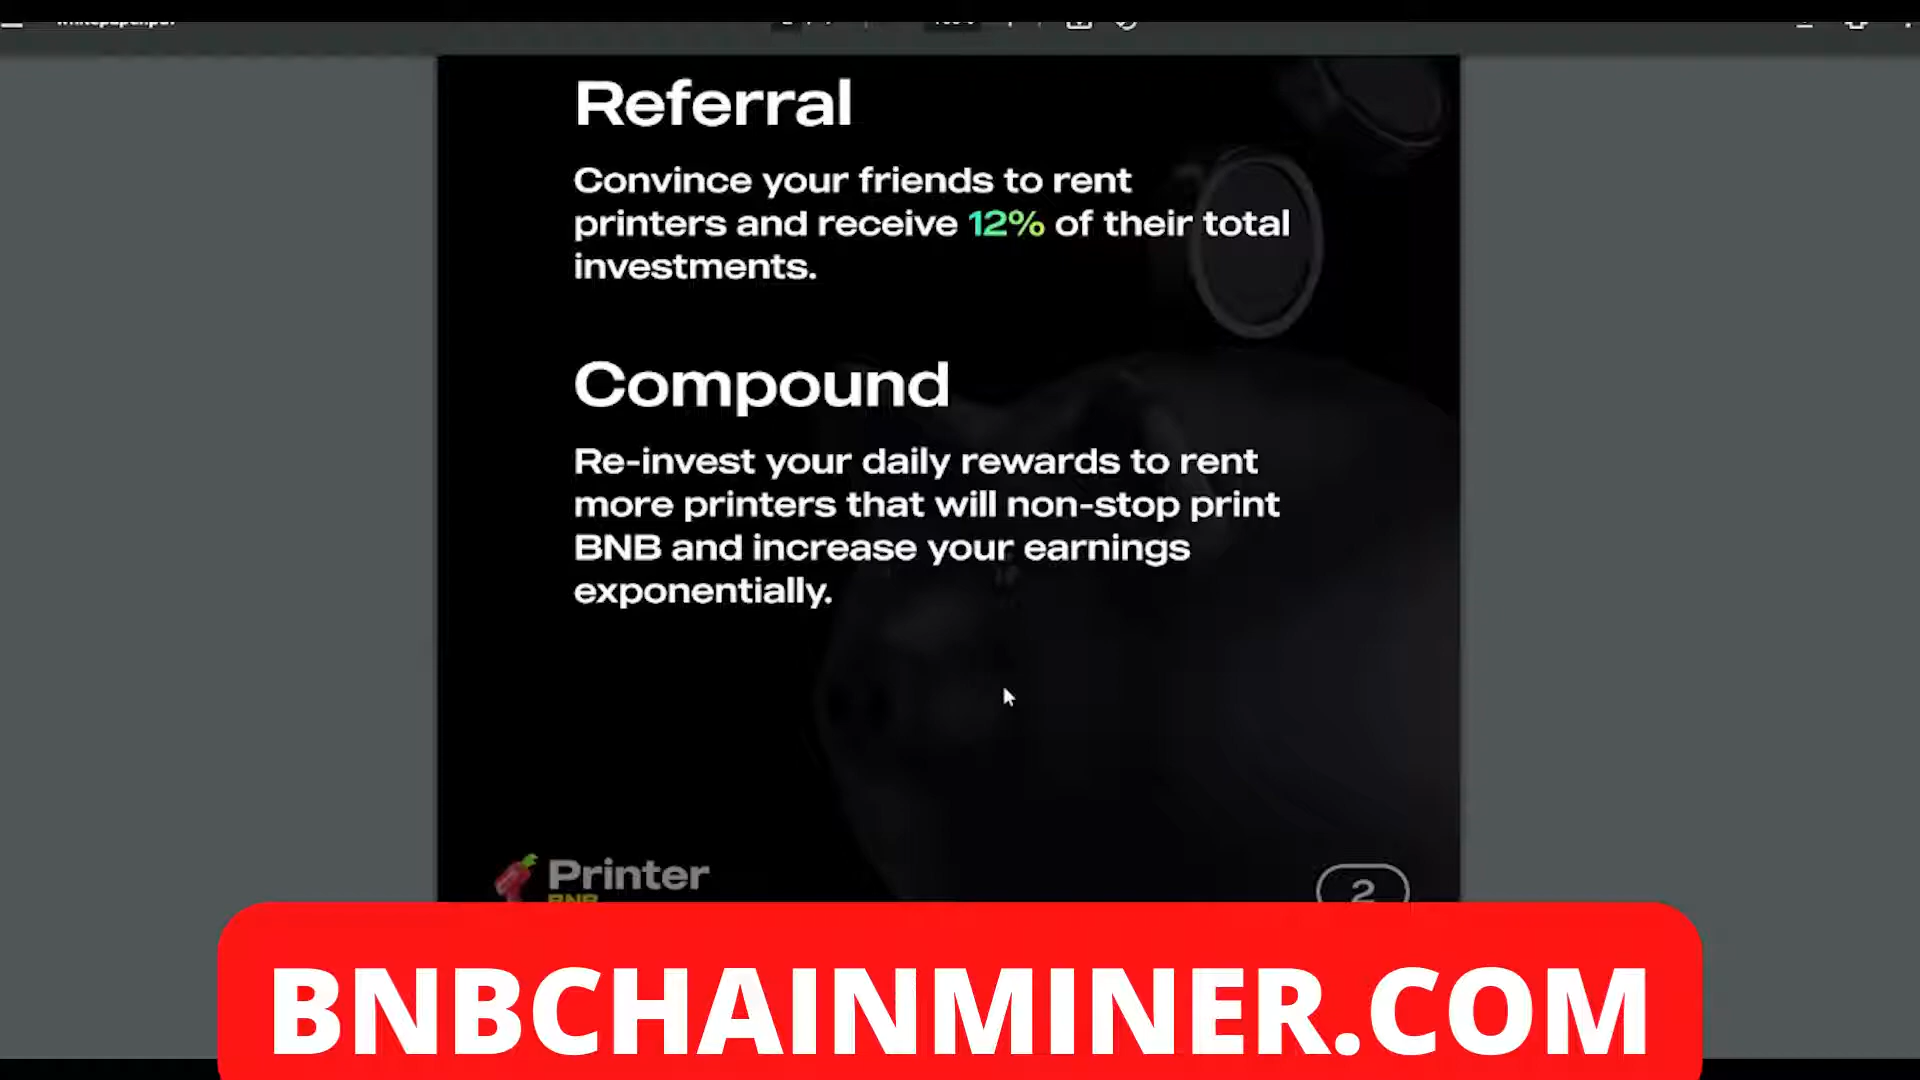 Referral
Convince your friends to rent
printers and receive 12% of their total
investments.
Compound
Re-invest your daily rewards to rent
more printers that will non-stop print
BNB and increase your earnings
exponentially.
Printer
BNB
2
BNBCHAINMINER.COM